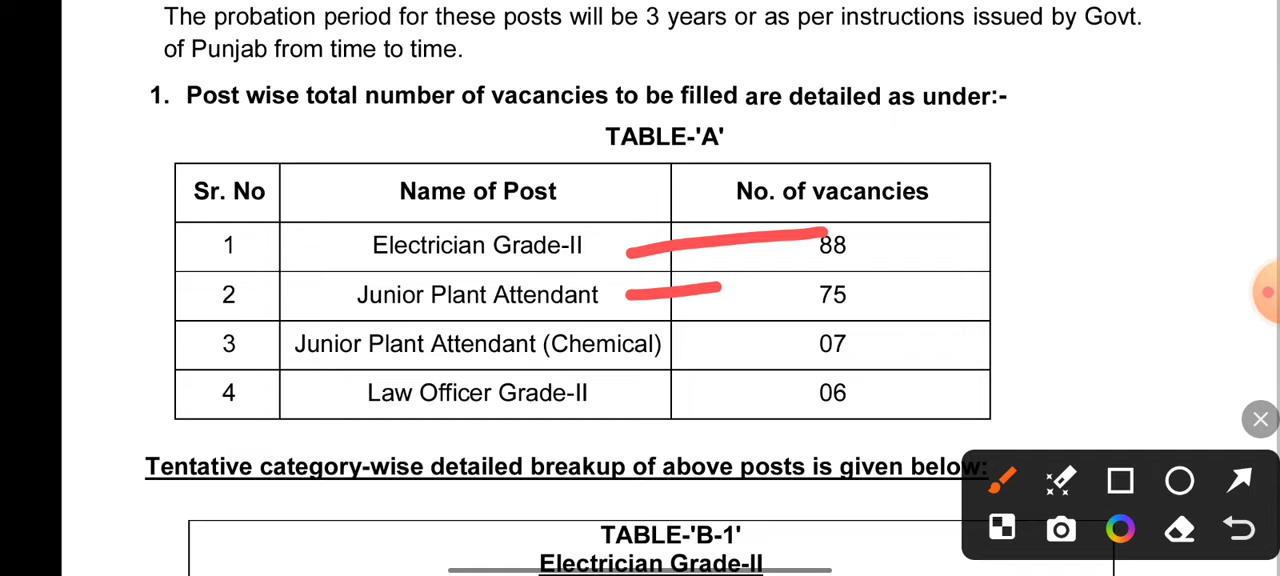 The probation period for these posts will be 3 years or as per instructions issued by Govt.
of Punjab from time to time.
1. Post wise total number of vacancies to be filled are detailed as under:-
TABLE-'A'
Sr. No Name of Post No. of vacancies
1 Electrician Grade-II 88
2 Junior Plant Attendant 75
3 Junior Plant Attendant (Chemical) 07
4 Law Officer Grade-II 06
Tentative category-wise detailed breakup of above posts is given below:
TABLE-'B-1'
Electrician Grade-II